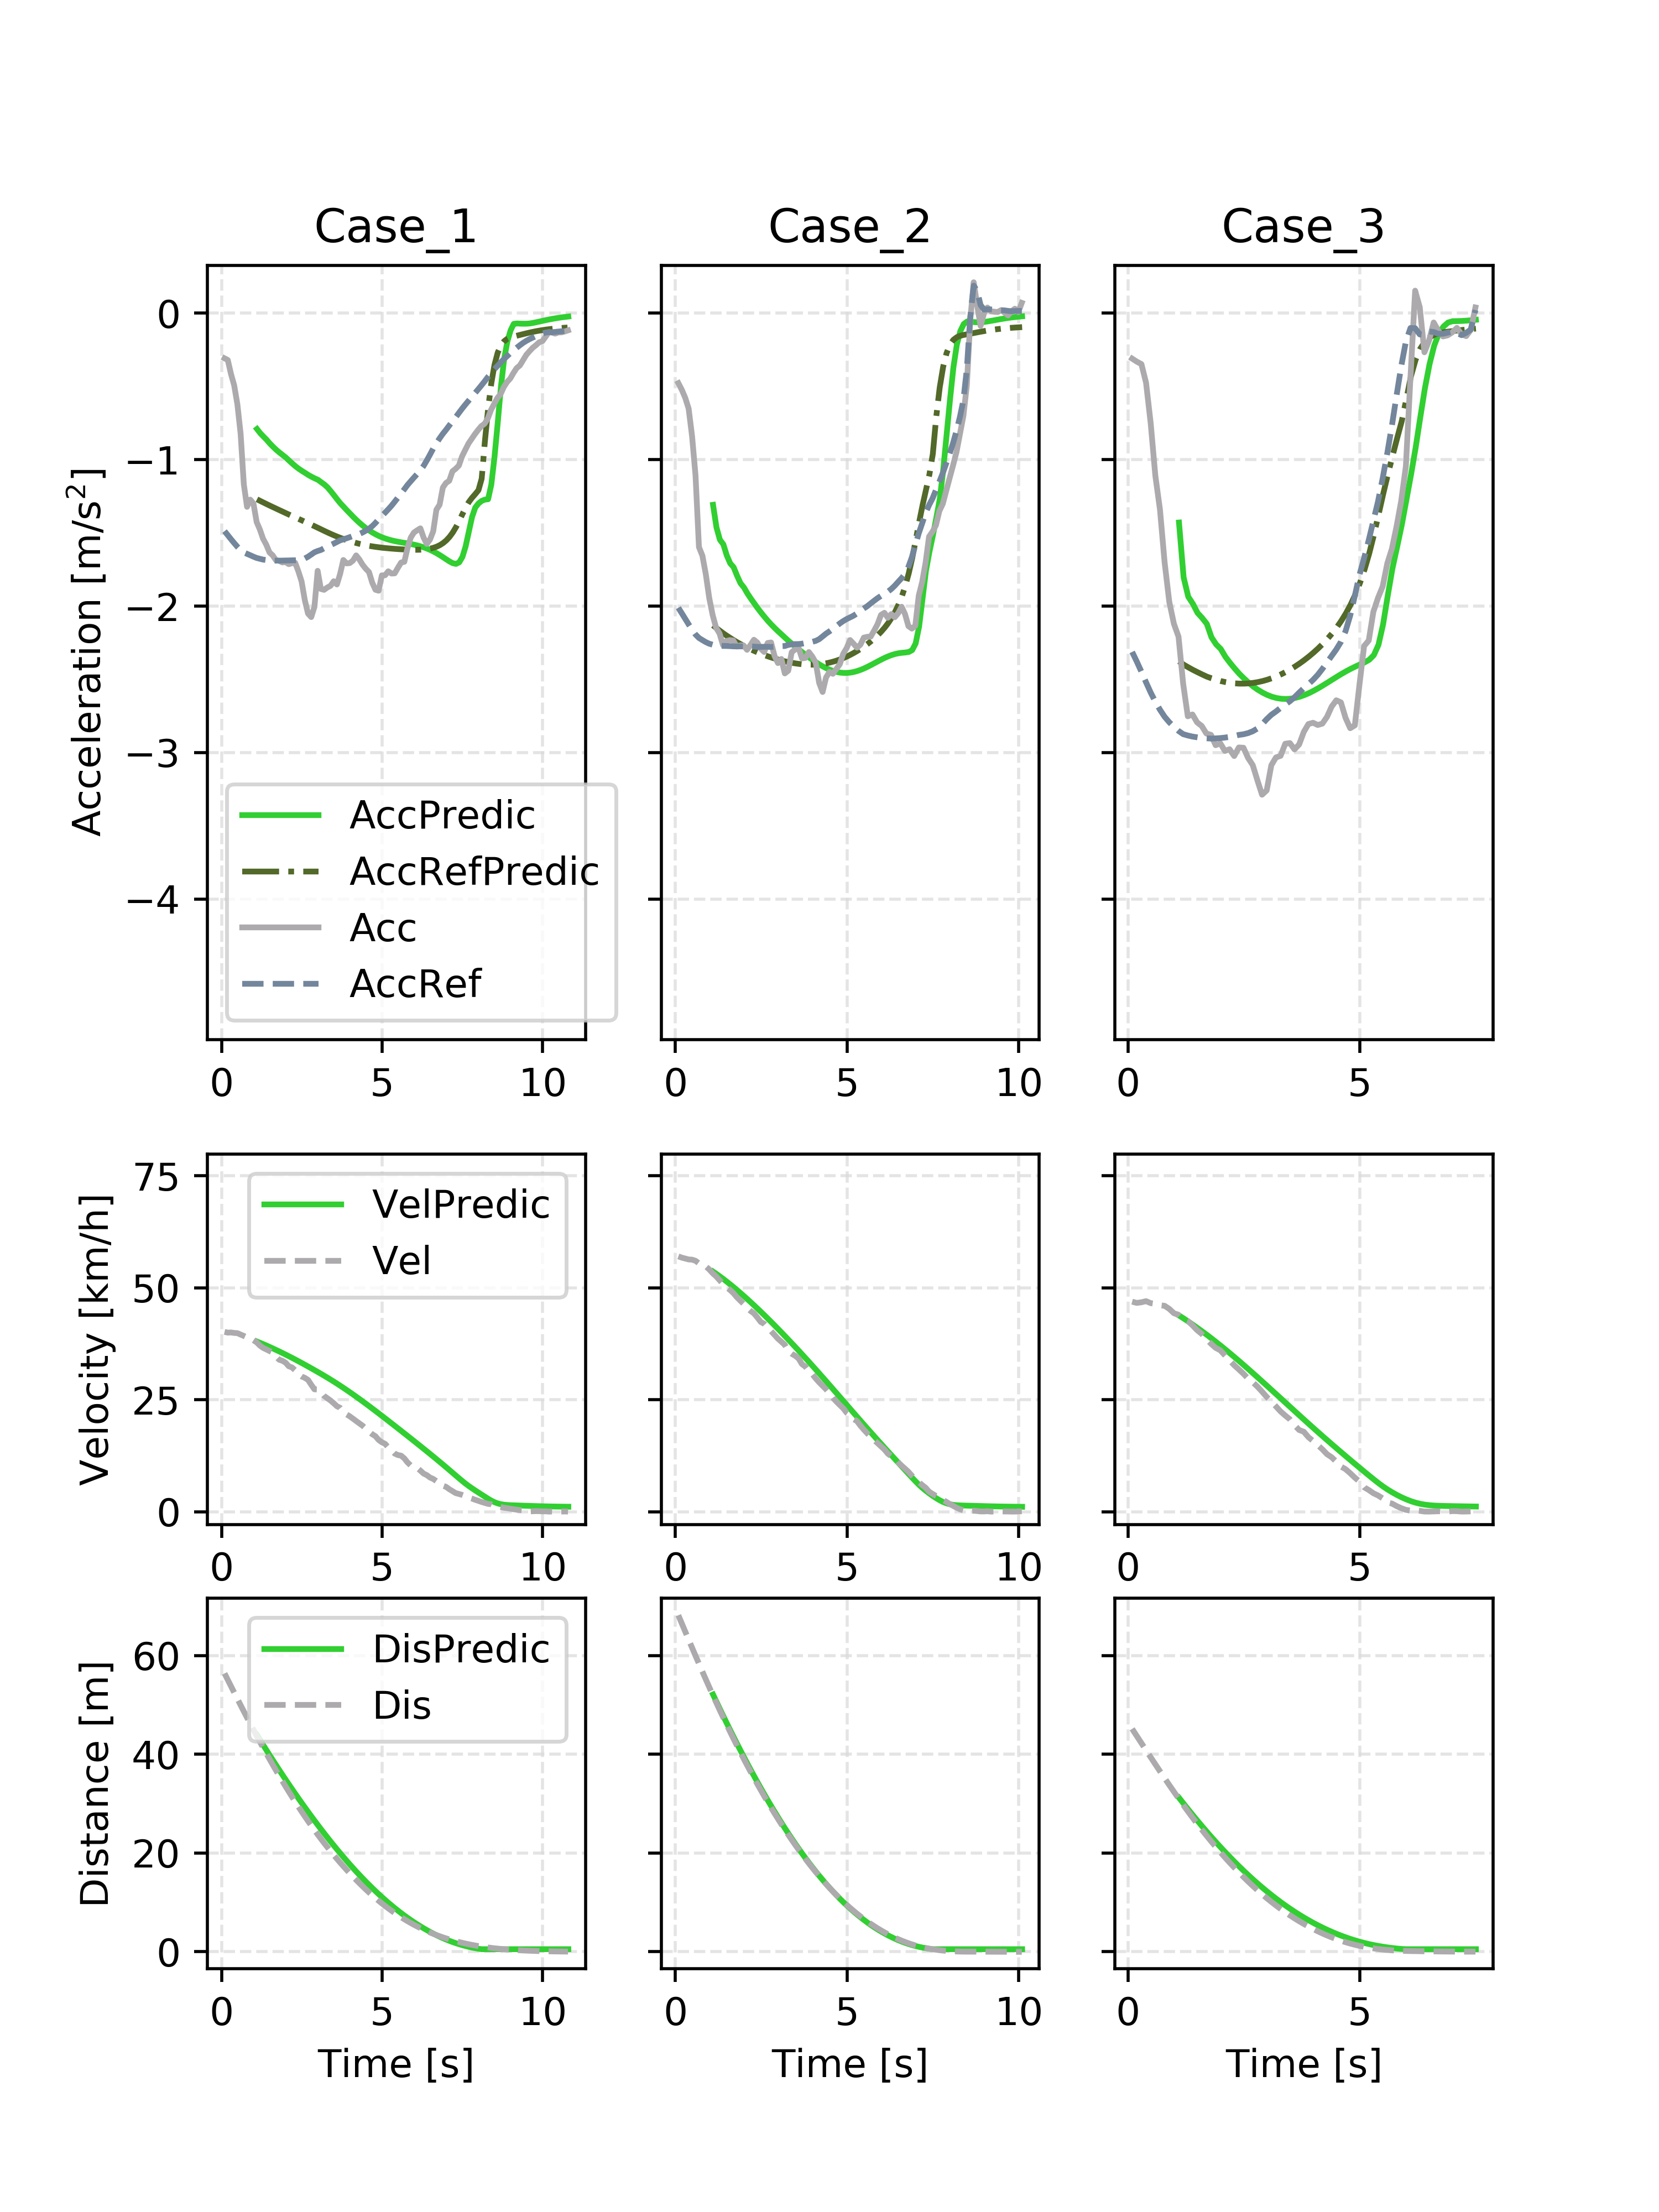 Case_1 Case_2 Case_3
Acceleration [m/s²]
0
−1
−2
−3
−4
AccPredic
AccRefPredic
Acc
AccRef
0 5 10 0 5 10 0 5
Velocity [km/h]
75
50
25
0
VelPredic
Vel
0 5 10 0 5 10 0 5
Distance [m]
60
40
20
0
DisPredic
Dis
0 5 10 0 5 10 0 5
Time [s] Time [s] Time [s]